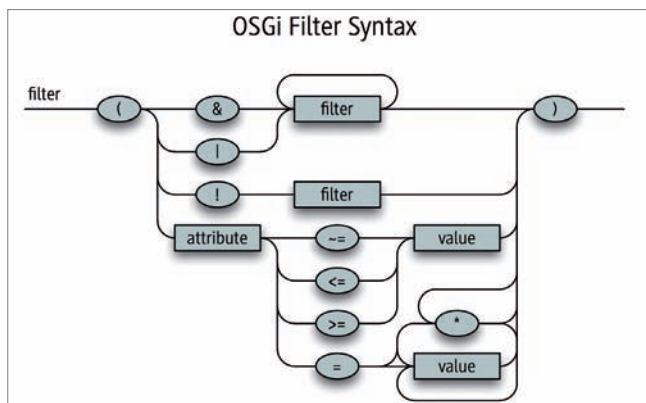 OSGi Filter Syntax
filter
( & filter )
|
! filter
attribute ~= value
<=
>=
*
= value